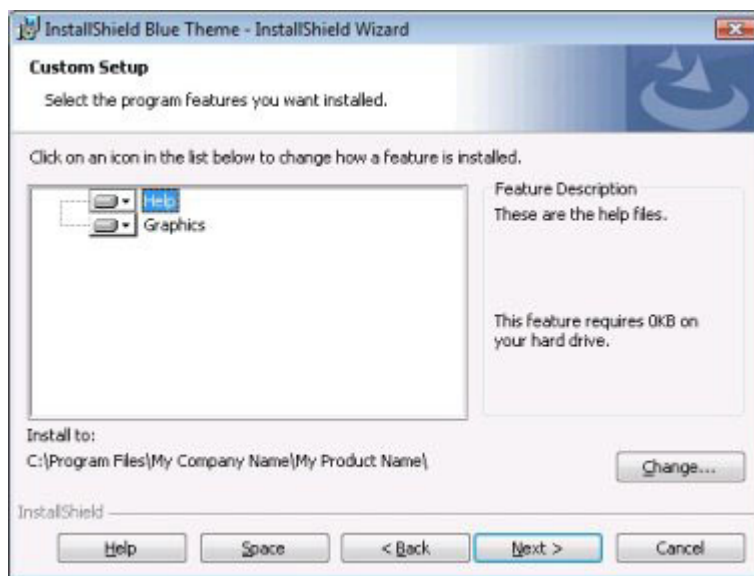 InstallShield Blue Theme - InstallShield Wizard
Custom Setup
Select the program features you want installed.
Click on an icon in the list below to change how a feature is installed.
Help
Graphics
Feature Description
These are the help files.
This feature requires 0KB on
your hard drive.
Install to:
C:\Program Files\My Company Name\My Product Name\
Change...
InstallShield
Help
Space
< Back
Next >
Cancel